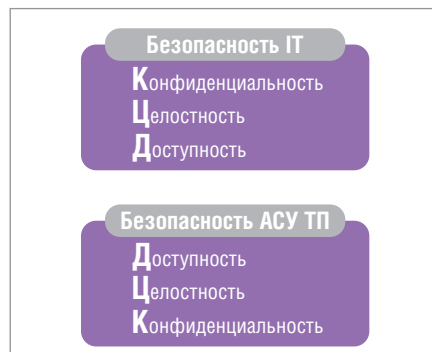 Безопасность IT
Конфиденциальность
Целостность
Доступность
Безопасность АСУ ТП
Доступность
Целостность
Конфиденциальность